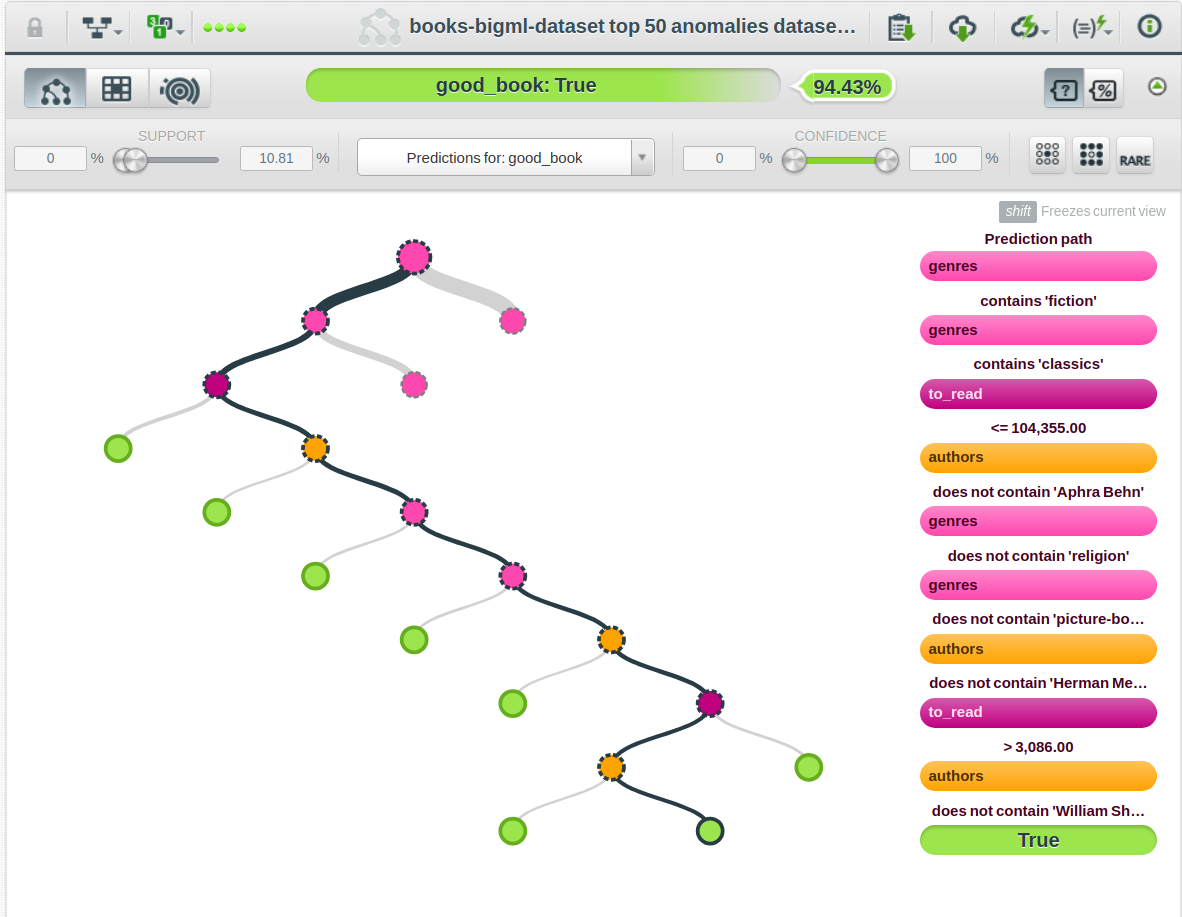 books-bigml-dataset top 50 anomalies datase...
good_book: True
94.43%
SUPPORT
0 %
10.81 %
Predictions for: good_book
CONFIDENCE
0 %
100 %
RARE
shift Freezes current view
Prediction path
genres
contains 'fiction'
genres
contains 'classics'
to_read
<= 104,355.00
authors
does not contain 'Aphra Behn'
genres
does not contain 'religion'
genres
does not contain 'picture-bo...
authors
does not contain 'Herman Me...
to_read
> 3,086.00
authors
does not contain 'William Sh...
True